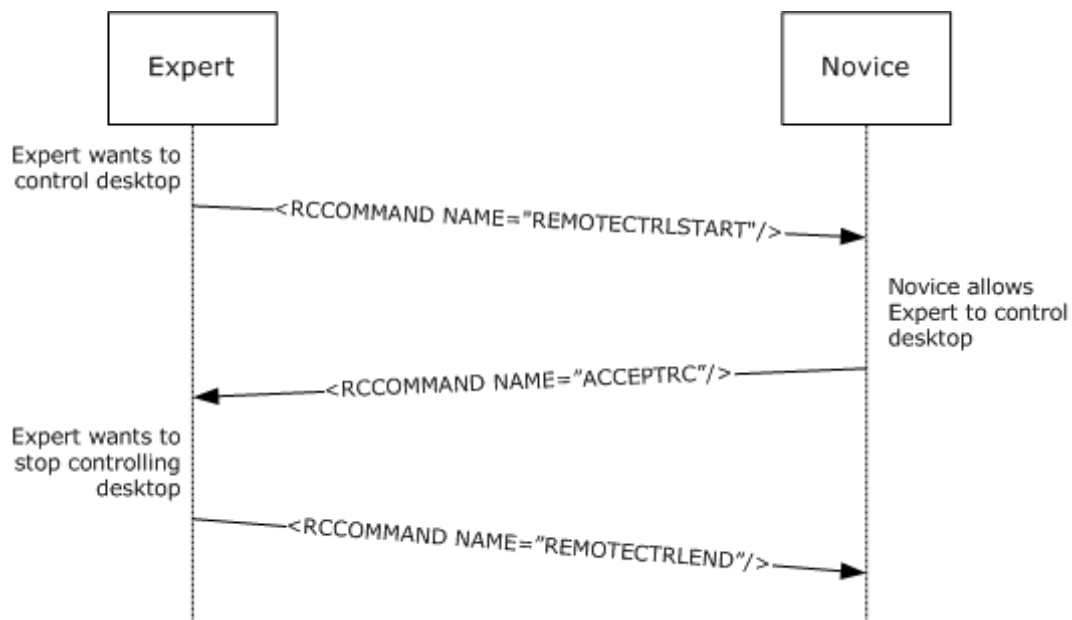 Expert
Novice
Expert wants to
control desktop
<RCCOMMAND NAME="REMOTECTRLSTART"/>
Novice allows
Expert to control
desktop
<RCCOMMAND NAME=”ACCEPTRC”/>
Expert wants to
stop controlling
desktop
<RCCOMMAND NAME=”REMOTECTRLEND”/>